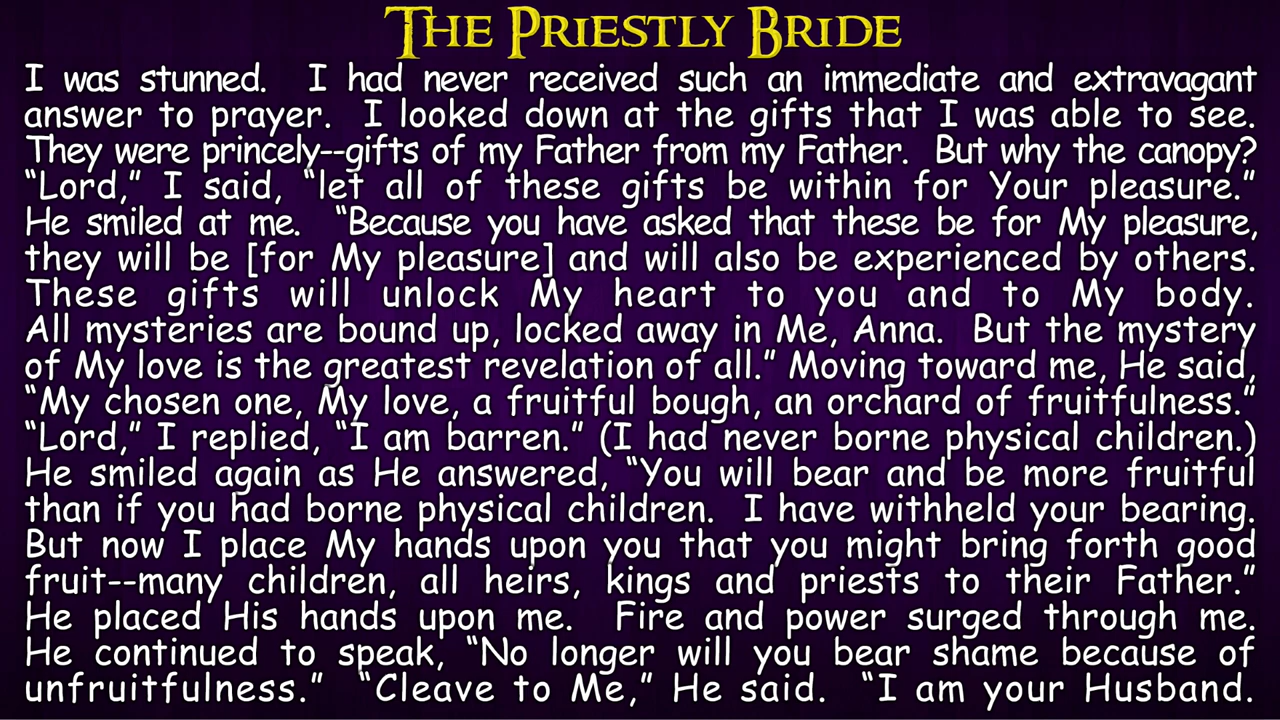 The Priestly Bride
I was stunned.  I had never received such an immediate and extravagant
answer to prayer.  I looked down at the gifts that I was able to see.
They were princely--gifts of my Father from my Father.  But why the canopy?
“Lord,” I said, “let all of these gifts be within for Your pleasure.”
He smiled at me.  “Because you have asked that these be for My pleasure,
they will be [for My pleasure] and will also be experienced by others.
These gifts will unlock My heart to you and to My body.
All mysteries are bound up, locked away in Me, Anna.  But the mystery
of My love is the greatest revelation of all.” Moving toward me, He said,
“My chosen one, My love, a fruitful bough, an orchard of fruitfulness.”
“Lord,” I replied, “I am barren.” (I had never borne physical children.)
He smiled again as He answered, “You will bear and be more fruitful
than if you had borne physical children.  I have withheld your bearing.
But now I place My hands upon you that you might bring forth good
fruit--many children, all heirs, kings and priests to their Father.”
He placed His hands upon me.  Fire and power surged through me.
He continued to speak, “No longer will you bear shame because of
unfruitfulness.”  “Cleave to Me,” He said.  “I am your Husband.